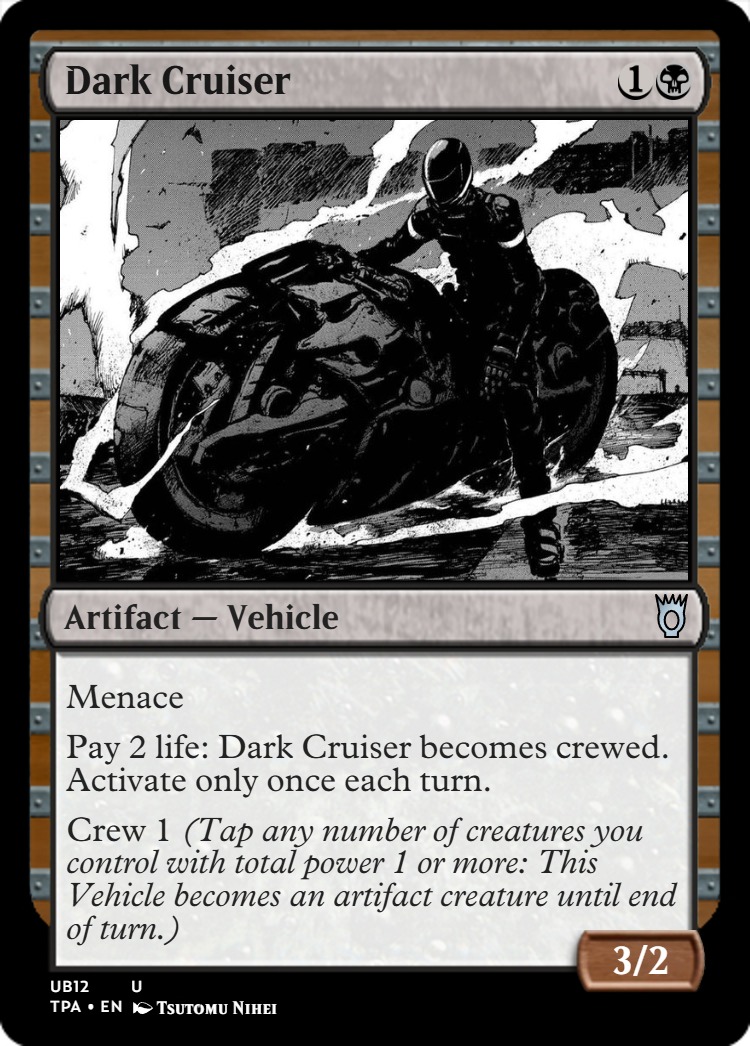 Dark Cruiser 1
Artifact — Vehicle
Menace
Pay 2 life: Dark Cruiser becomes crewed.
Activate only once each turn.
Crew 1 (Tap any number of creatures you
control with total power 1 or more: This
Vehicle becomes an artifact creature until end
of turn.)
3/2
UB12 U
TPA • EN Tsutomu Nihei